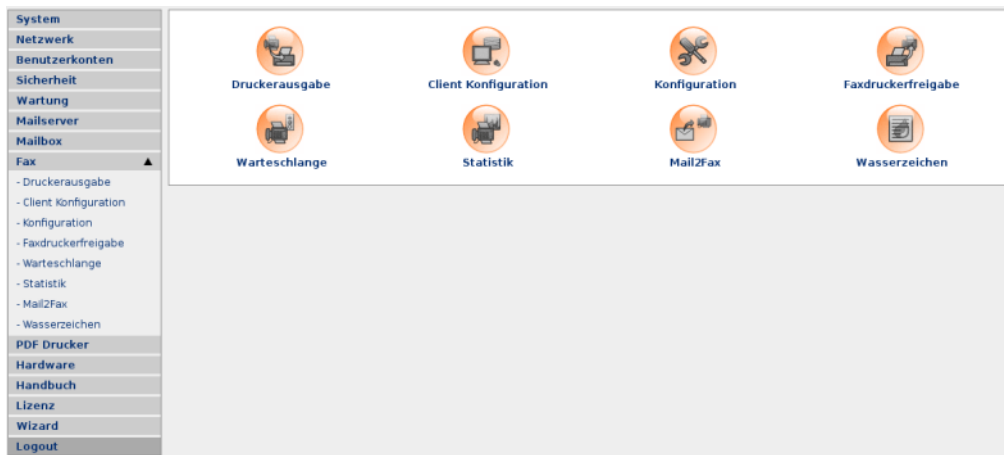 System
Netzwerk
Benutzerkonten
Sicherheit
Wartung
Mailserver
Mailbox
Fax ▲
- Druckerausgabe
- Client Konfiguration
- Konfiguration
- Faxdruckerfreigabe
- Warteschlange
- Statistik
- Mail2Fax
- Wasserzeichen
PDF Drucker
Hardware
Handbuch
Lizenz
Wizard
Logout
Druckerausgabe Client Konfiguration Konfiguration Faxdruckerfreigabe
Warteschlange Statistik Mail2Fax Wasserzeichen